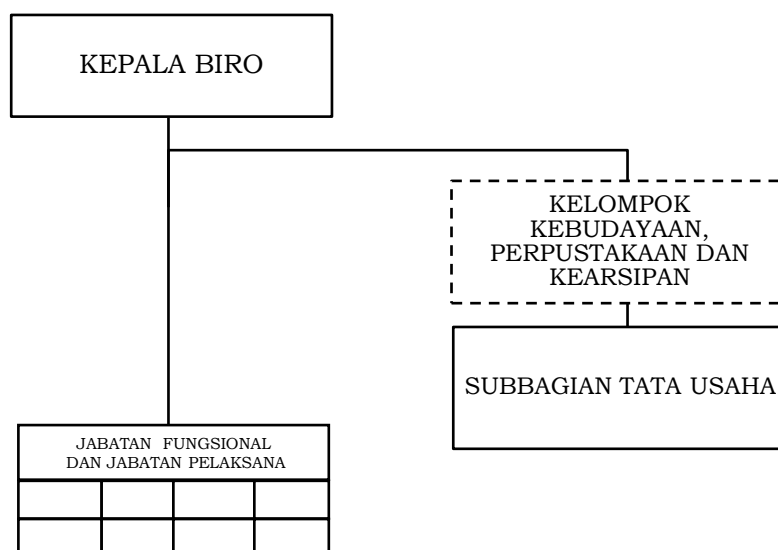 KEPALA BIRO
KELOMPOK
KEBUDAYAAN,
PERPUSTAKAAN DAN
KEARSIPAN
SUBBAGIAN TATA USAHA
JABATAN FUNGSIONAL
DAN JABATAN PELAKSANA